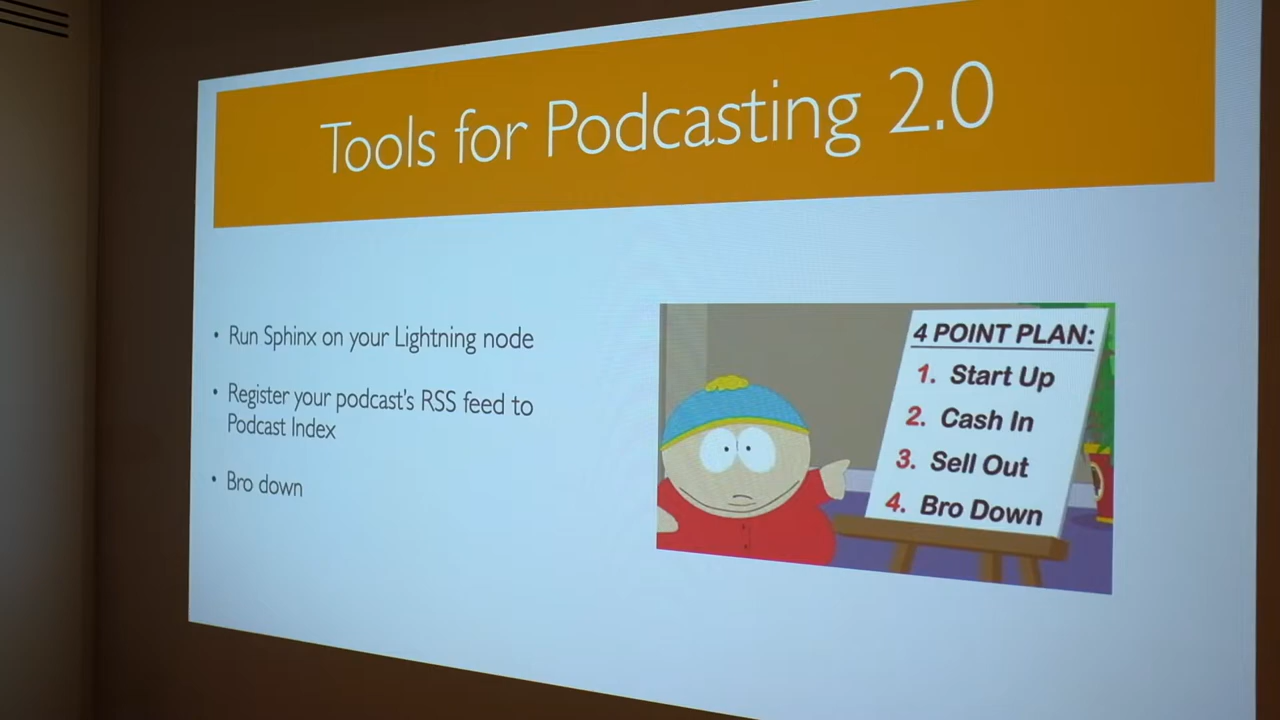 Tools for Podcasting 2.0
• Run Sphinx on your Lightning node
• Register your podcast's RSS feed to
Podcast Index
• Bro down
4 POINT PLAN:
1. Start Up
2. Cash In
3. Sell Out
4. Bro Down